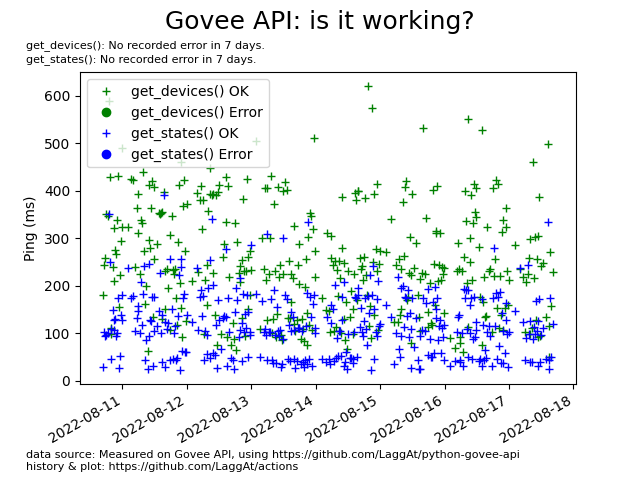 Govee API: is it working?
get_devices(): No recorded error in 7 days.
get_states(): No recorded error in 7 days.
get_devices() OK
get_devices() Error
get_states() OK
get_states() Error
Ping (ms)
600
500
400
300
200
100
0
2022-08-11
2022-08-12
2022-08-13
2022-08-14
2022-08-15
2022-08-16
2022-08-17
2022-08-18
data source: Measured on Govee API, using https://github.com/LaggAt/python-govee-api
history & plot: https://github.com/LaggAt/actions